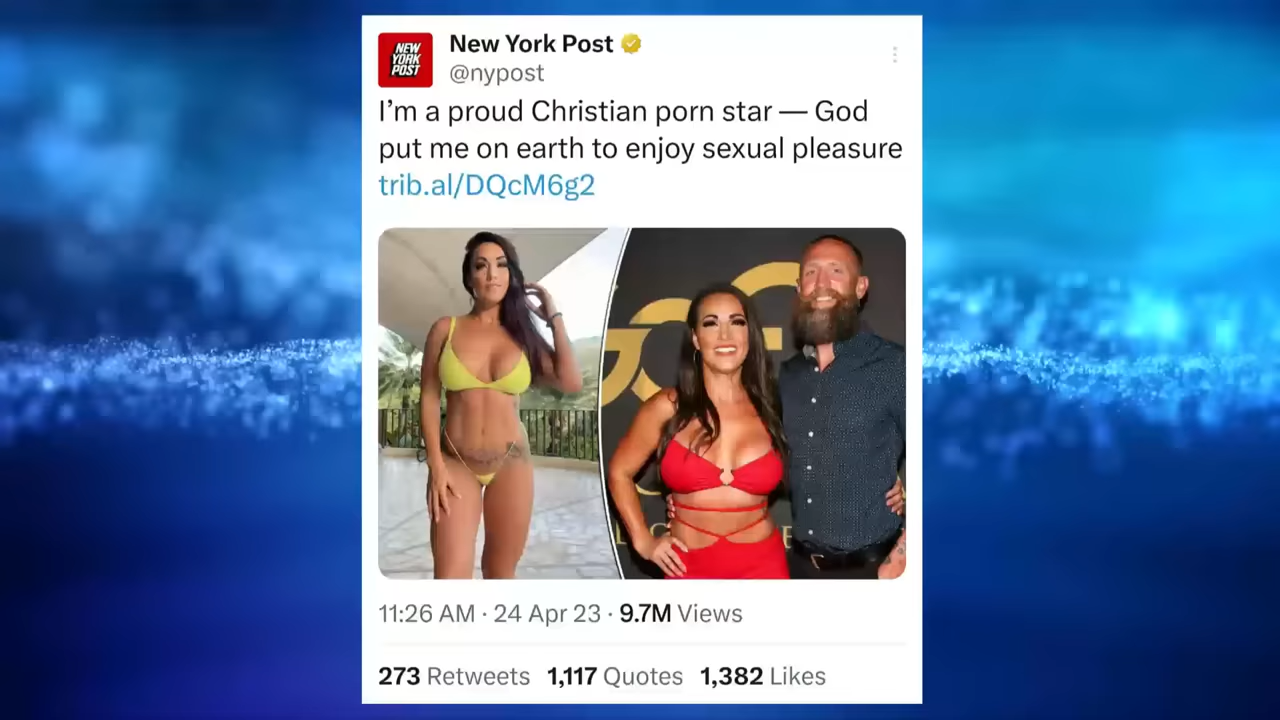 NEW
YORK
POST
New York Post
@nypost
I'm a proud Christian porn star — God
put me on earth to enjoy sexual pleasure
trib.al/DQcM6g2
11:26 AM · 24 Apr 23 · 9.7M Views
273 Retweets 1,117 Quotes 1,382 Likes